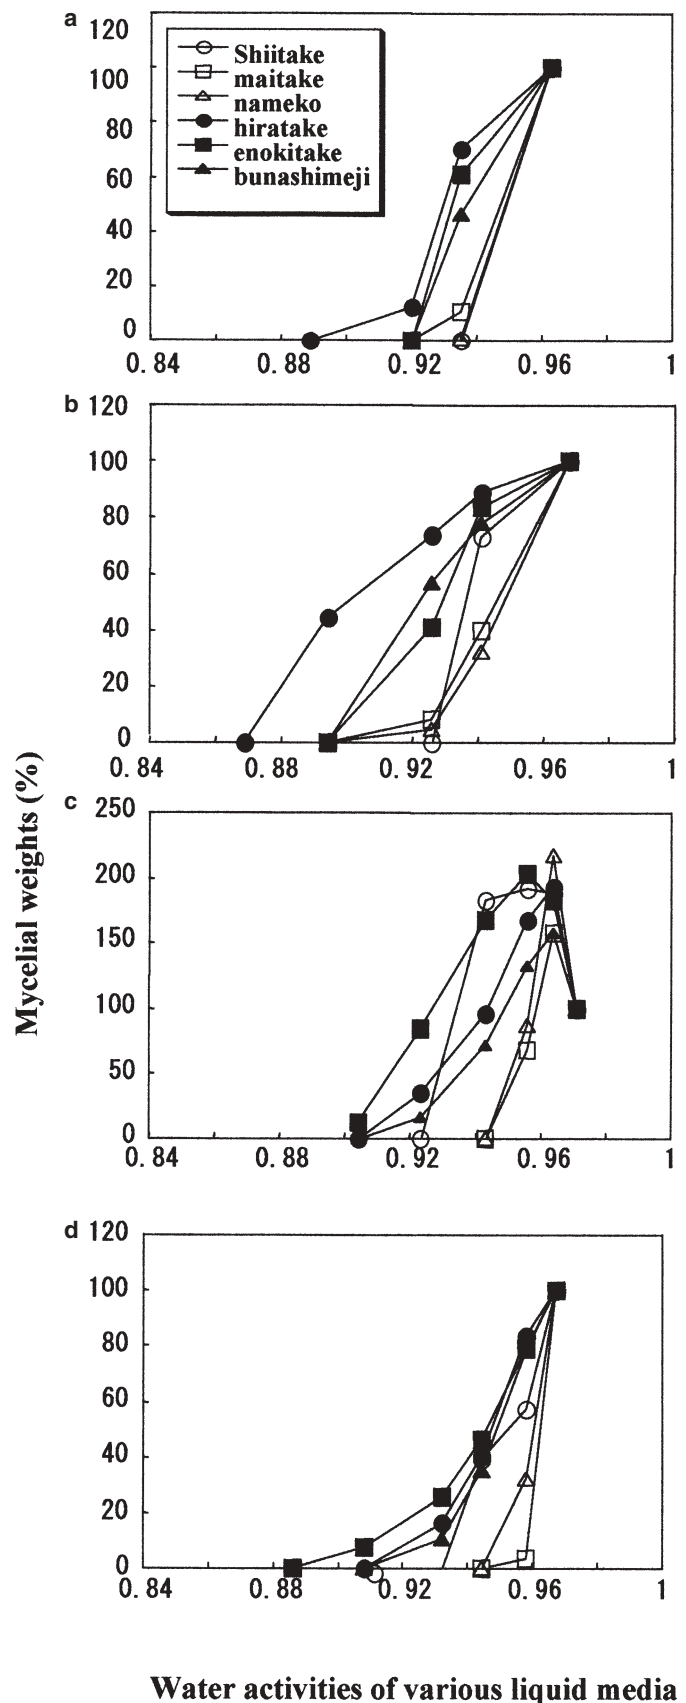 a
120
100
80
60
40
20
0
Shiitake
maitake
nameko
hiratake
enokitake
bunashimeji
0.84 0.88 0.92 0.96 1
b
120
100
80
60
40
20
0
0.84 0.88 0.92 0.96 1
Mycelial weights (%)
c
250
200
150
100
50
0
0.84 0.88 0.92 0.96 1
d
120
100
80
60
40
20
0
0.84 0.88 0.92 0.96 1
Water activities of various liquid media